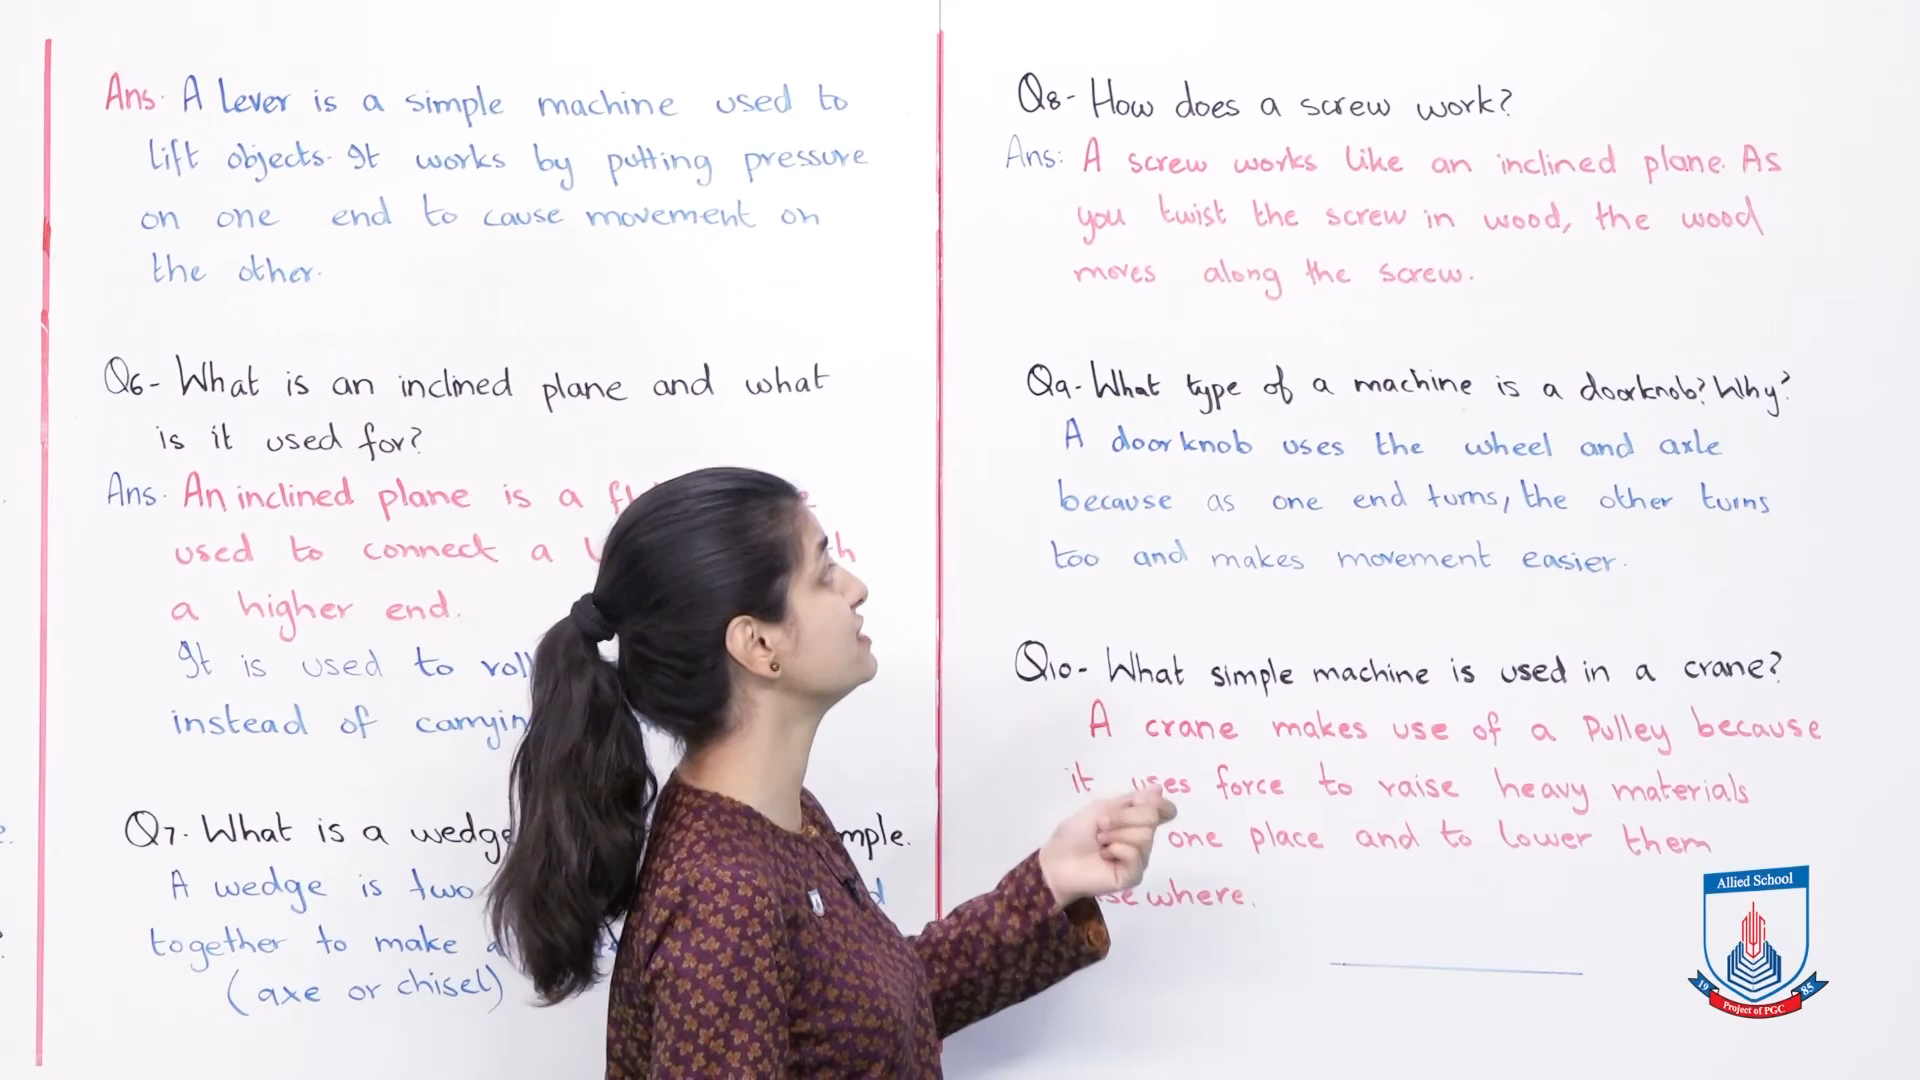 Ans. A Lever is a simple machine used to
lift objects. It works by putting pressure
on one end to cause movement on
the other.
Q6- What is an inclined plane and what
is it used for?
Ans. An inclined plane is a
used to connect a
a higher end.
It is used to roll
instead of
Q7. What is a wedge
A wedge is two
together to make a
(axe or chisel)
Q8- How does a screw work?
Ans: A screw works like an inclined plane. As
you twist the screw in wood, the wood
moves along the screw.
Q9- What type of a machine is a doorknob? Why?
A doorknob uses the wheel and axle
because as one end turns, the other turns
too and makes movement easier.
Q10- What simple machine is used in a crane?
A crane makes use of a Pulley because
it uses force to raise heavy materials
one place and to lower them
where.
Allied School
19 85
Project of PGC